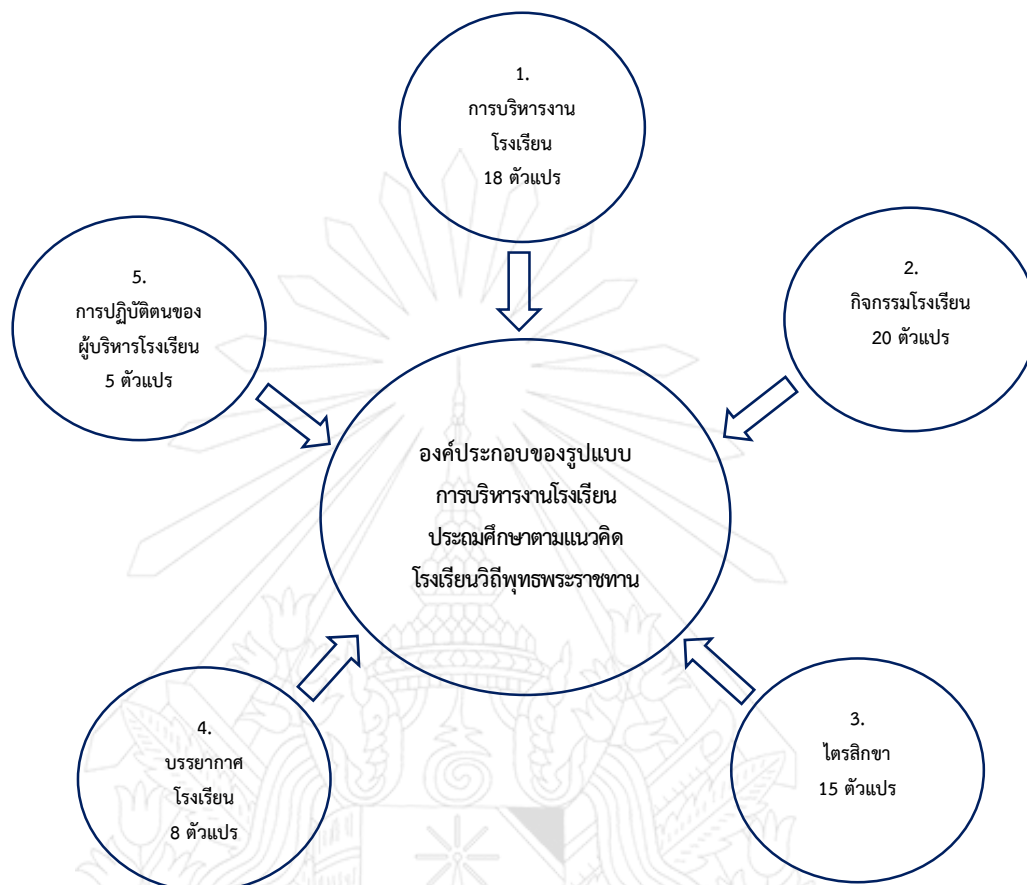 1.
การบริหารงาน
โรงเรียน
18 ตัวแปร
2.
กิจกรรมโรงเรียน
20 ตัวแปร
5.
การปฏิบัติตนของ
ผู้บริหารโรงเรียน
5 ตัวแปร
องค์ประกอบของรูปแบบ
การบริหารงานโรงเรียน
ประถมศึกษาตามแนวคิด
โรงเรียนวิถีพุทธพระราชทาน
3.
ไตรสิกขา
15 ตัวแปร
4.
บรรยากาศ
โรงเรียน
8 ตัวแปร